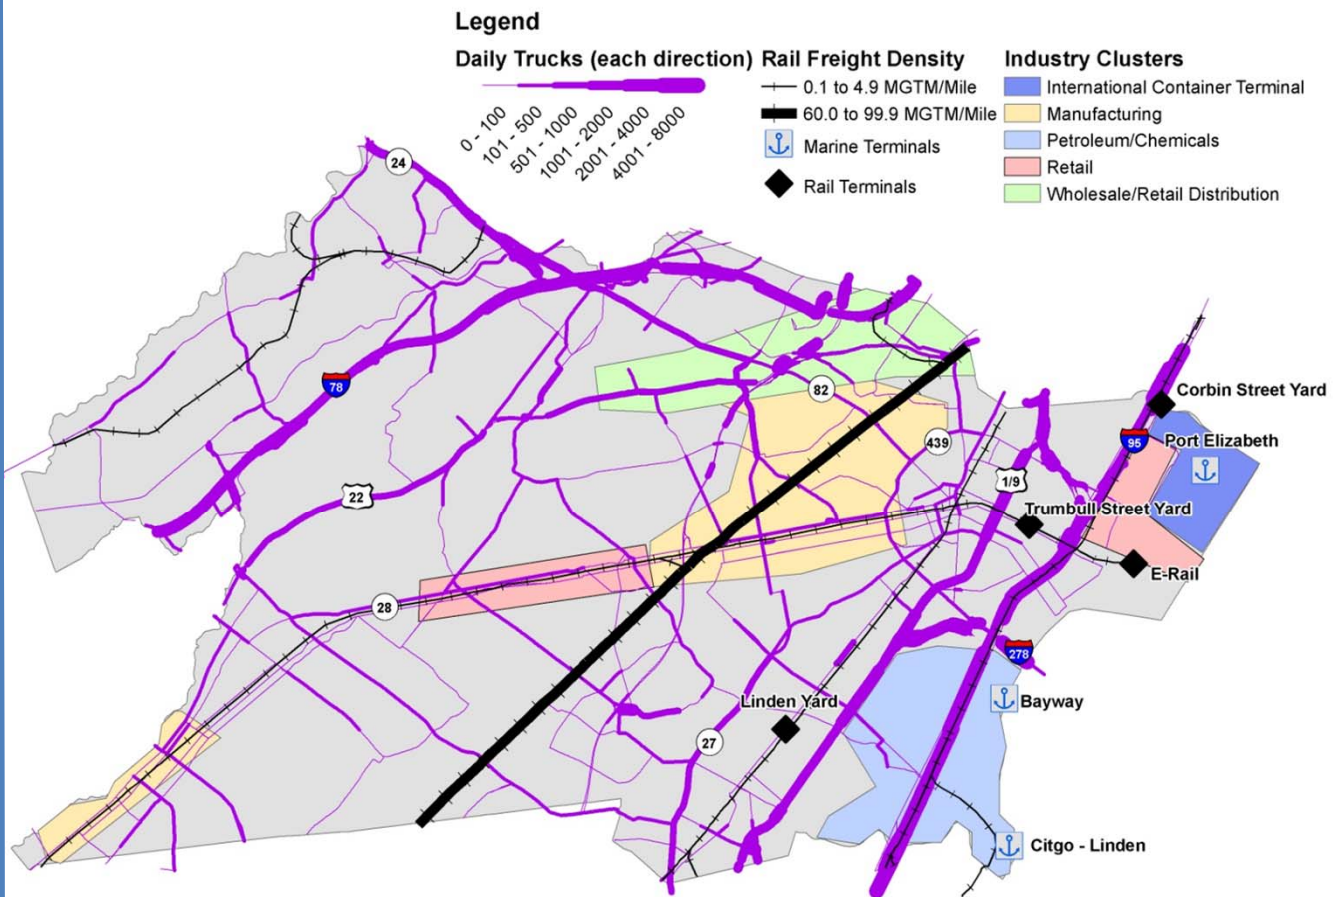 Legend
Daily Trucks (each direction)
0 - 100
101 - 500
501 - 1000
1001 - 2000
2001 - 4000
4001 - 8000
Rail Freight Density
0.1 to 4.9 MGTM/Mile
60.0 to 99.9 MGTM/Mile
Marine Terminals
Rail Terminals
Industry Clusters
International Container Terminal
Manufacturing
Petroleum/Chemicals
Retail
Wholesale/Retail Distribution
24
78
82
Corbin Street Yard
439
95
Port Elizabeth
1/9
22
Trumbull Street Yard
E-Rail
28
278
Linden Yard
Bayway
27
Citgo - Linden